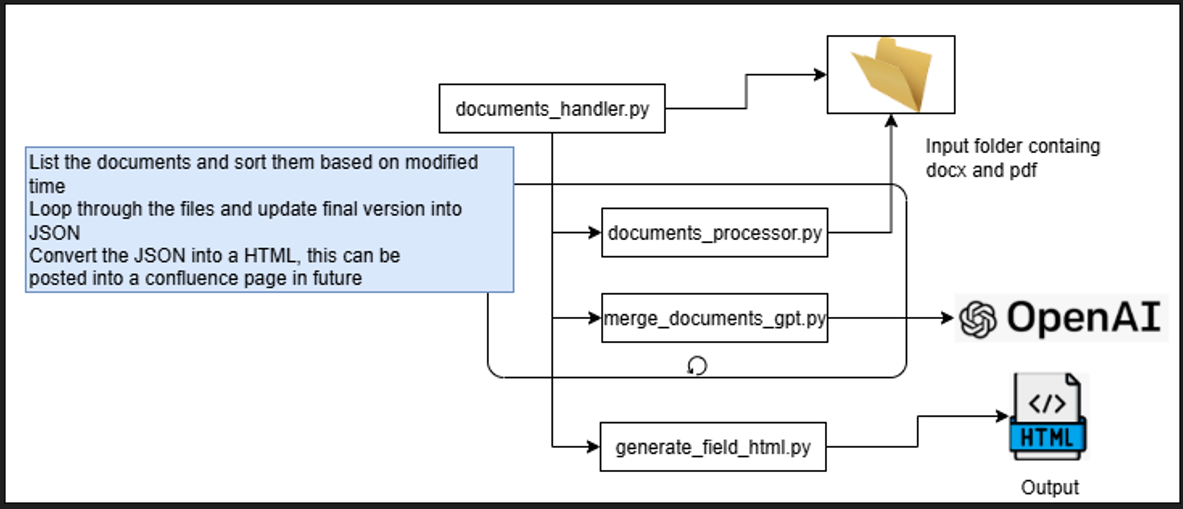 documents_handler.py
Input folder containg
docx and pdf
List the documents and sort them based on modified
time
Loop through the files and update final version into
JSON
Convert the JSON into a HTML, this can be
posted into a confluence page in future
documents_processor.py
merge_documents_gpt.py
OpenAI
generate_field_html.py
</>
HTML
Output